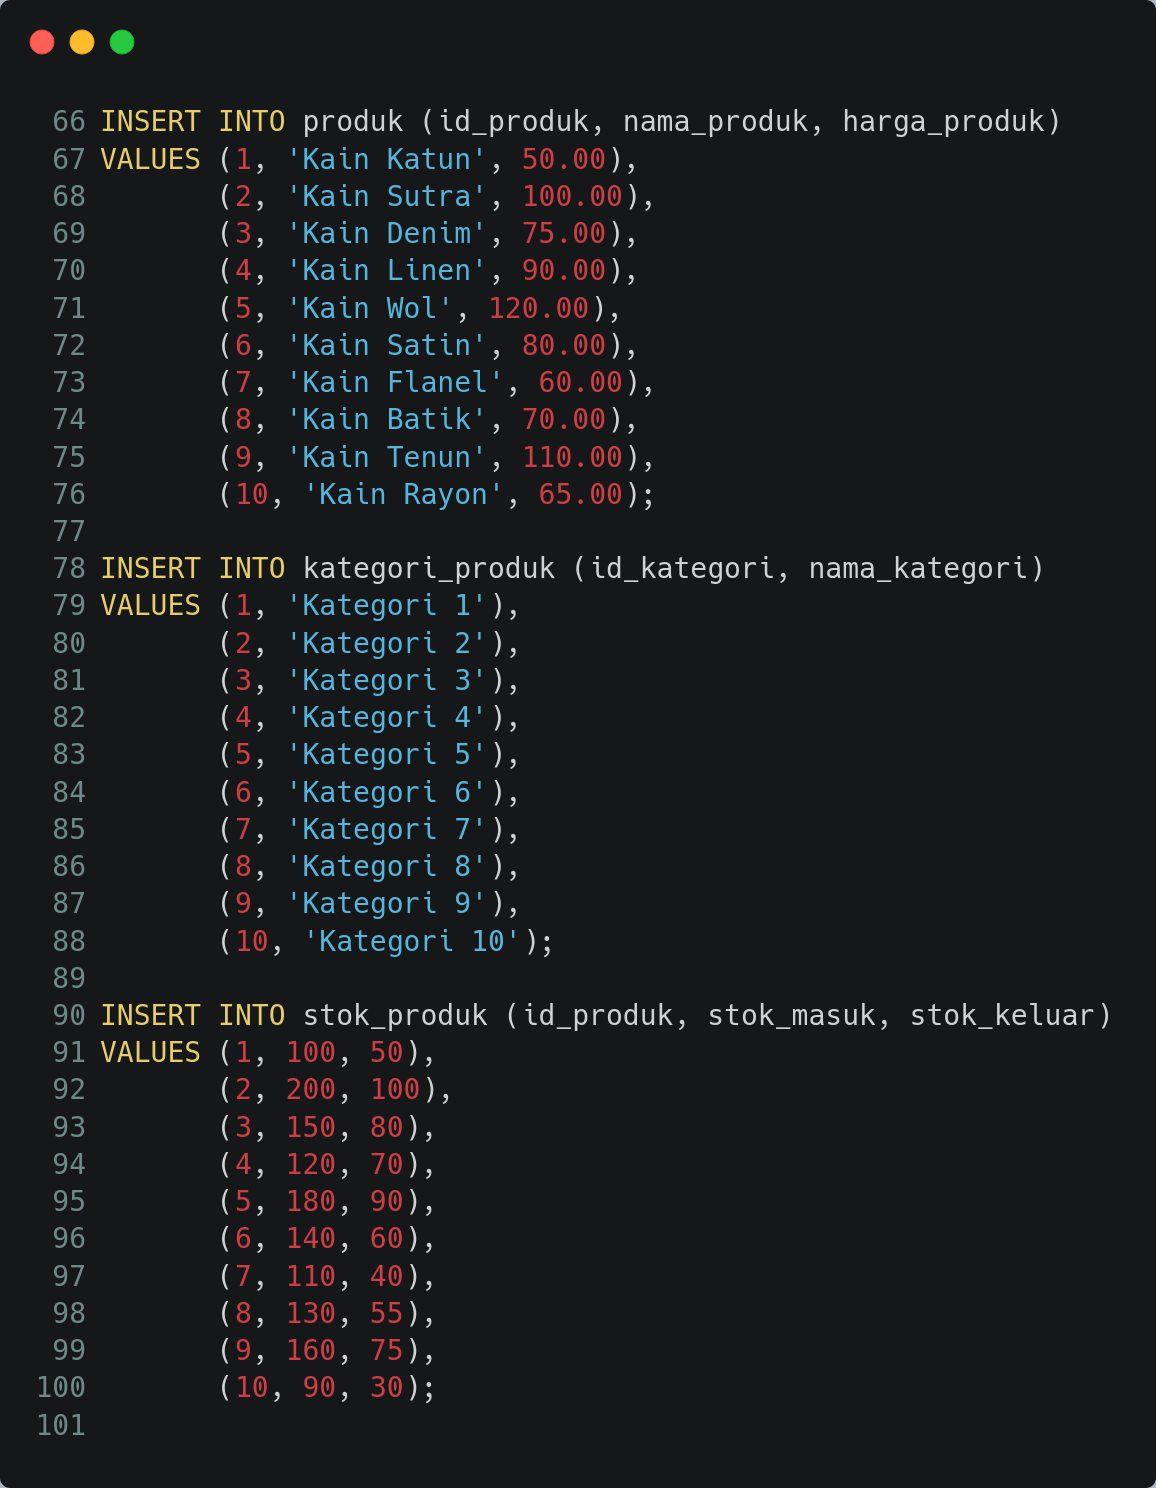 66 INSERT INTO produk (id_produk, nama_produk, harga_produk)
67 VALUES (1, 'Kain Katun', 50.00),
68        (2, 'Kain Sutra', 100.00),
69        (3, 'Kain Denim', 75.00),
70        (4, 'Kain Linen', 90.00),
71        (5, 'Kain Wol', 120.00),
72        (6, 'Kain Satin', 80.00),
73        (7, 'Kain Flanel', 60.00),
74        (8, 'Kain Batik', 70.00),
75        (9, 'Kain Tenun', 110.00),
76        (10, 'Kain Rayon', 65.00);
77
78 INSERT INTO kategori_produk (id_kategori, nama_kategori)
79 VALUES (1, 'Kategori 1'),
80        (2, 'Kategori 2'),
81        (3, 'Kategori 3'),
82        (4, 'Kategori 4'),
83        (5, 'Kategori 5'),
84        (6, 'Kategori 6'),
85        (7, 'Kategori 7'),
86        (8, 'Kategori 8'),
87        (9, 'Kategori 9'),
88        (10, 'Kategori 10');
89
90 INSERT INTO stok_produk (id_produk, stok_masuk, stok_keluar)
91 VALUES (1, 100, 50),
92        (2, 200, 100),
93        (3, 150, 80),
94        (4, 120, 70),
95        (5, 180, 90),
96        (6, 140, 60),
97        (7, 110, 40),
98        (8, 130, 55),
99        (9, 160, 75),
100        (10, 90, 30);
101